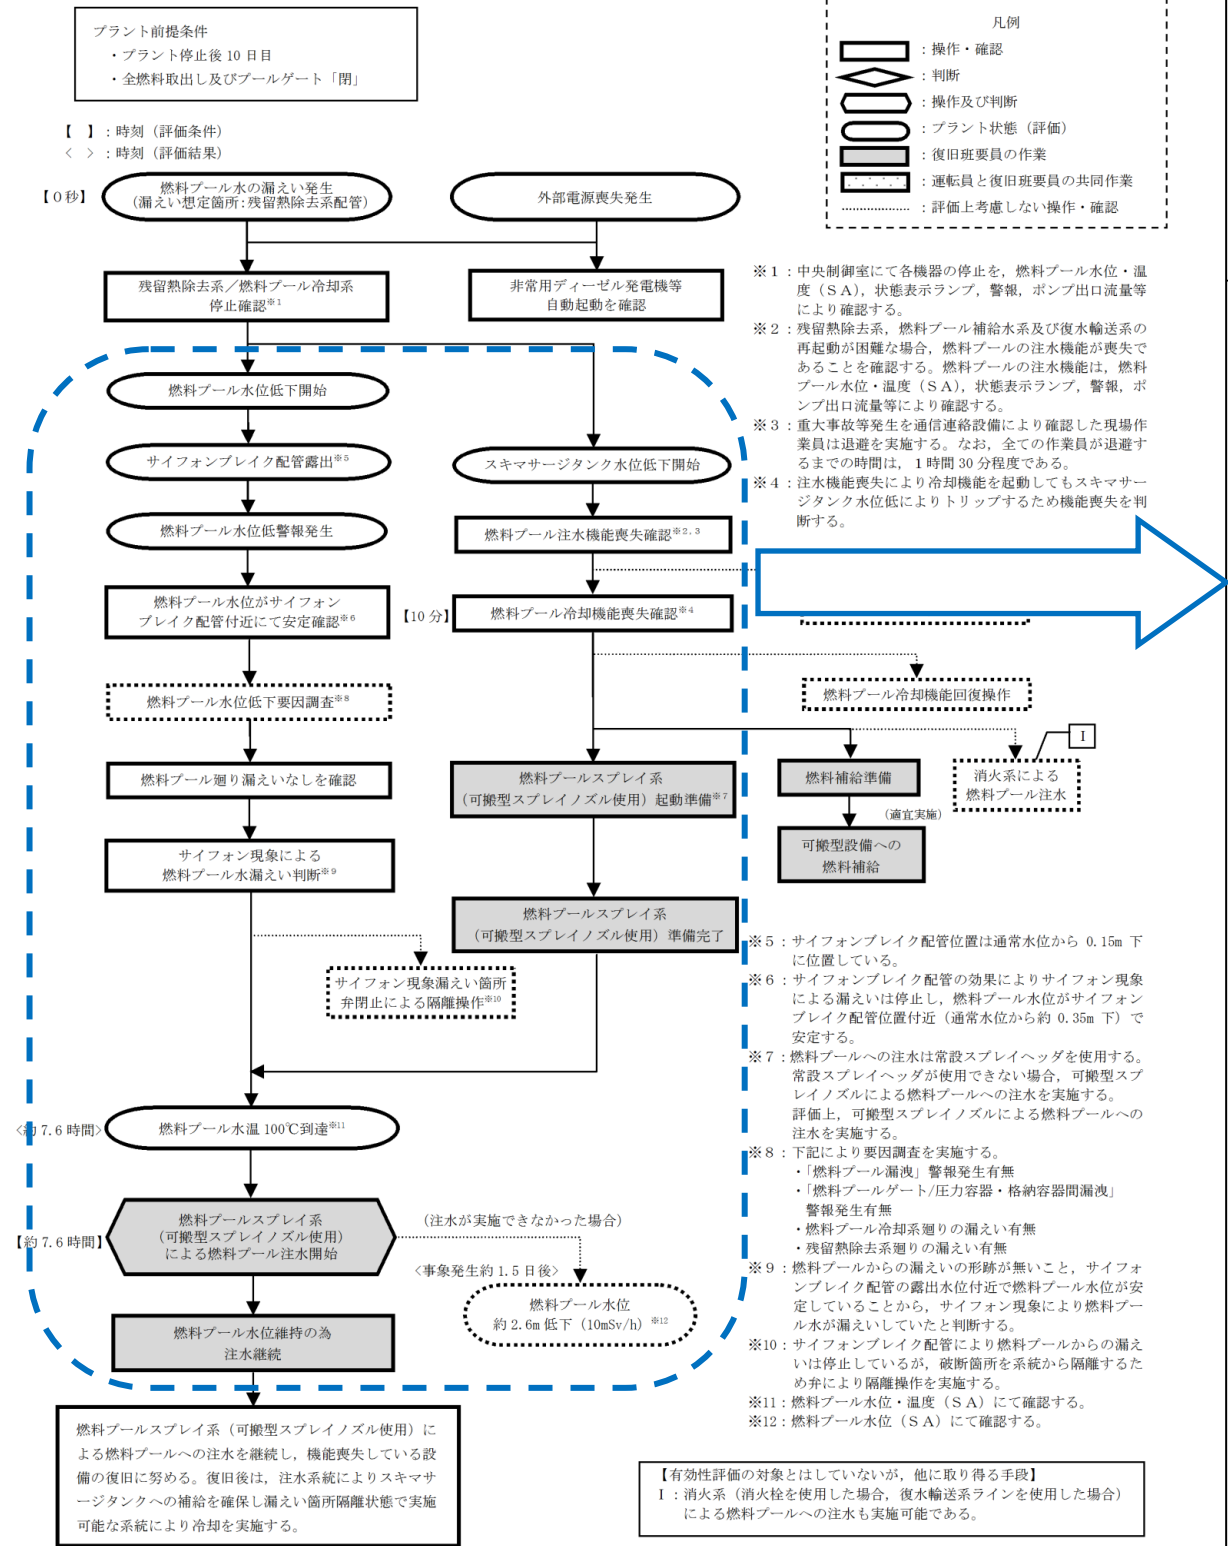 プラント前提条件
・プラント停止後 10 日目
・全燃料取出し及びプールゲート「閉」
【　】：時刻（評価条件）
＜　＞：時刻（評価結果）
凡例
：操作・確認
：判断
：操作及び判断
：プラント状態（評価）
：復旧班要員の作業
：運転員と復旧班要員の共同作業
：評価上考慮しない操作・確認
【０秒】
燃料プール水の漏えい発生
（漏えい想定箇所：残留熱除去系配管）
外部電源喪失発生
残留熱除去系／燃料プール冷却系
停止確認※1
非常用ディーゼル発電機等
自動起動を確認
燃料プール水位低下開始
サイフォンブレイク配管露出※5
燃料プール水位低警報発生
燃料プール水位がサイフォン
ブレイク配管付近にて安定確認※6
燃料プール水位低下要因調査※8
燃料プール廻り漏えいなしを確認
サイフォン現象による
燃料プール水漏えい判断※9
サイフォン現象漏えい箇所
弁閉止による隔離操作※10
スキマサージタンク水位低下開始
燃料プール注水機能喪失確認※2,3
【10 分】
燃料プール冷却機能喪失確認※4
燃料プール冷却機能回復操作
燃料プールスプレイ系
（可搬型スプレイノズル使用）起動準備※7
燃料補給準備
消火系による
燃料プール注水
Ⅰ
（適宜実施）
可搬型設備への
燃料補給
燃料プールスプレイ系
（可搬型スプレイノズル使用）準備完了
＜約 7.6 時間＞
燃料プール水温 100℃到達※11
【約 7.6 時間】
燃料プールスプレイ系
（可搬型スプレイノズル使用）
による燃料プール注水開始
（注水が実施できなかった場合）
＜事象発生約 1.5 日後＞
燃料プール水位
約 2.6m 低下（10mSv/h）※12
燃料プール水位維持の為
注水継続
燃料プールスプレイ系（可搬型スプレイノズル使用）に
よる燃料プールへの注水を継続し，機能喪失している設
備の復旧に努める。復旧後は，注水系統によりスキマサ
ージタンクへの補給を確保し漏えい箇所隔離状態で実施
可能な系統により冷却を実施する。
※１：中央制御室にて各機器の停止を，燃料プール水位・温
度（ＳＡ），状態表示ランプ，警報，ポンプ出口流量等
により確認する。
※２：残留熱除去系，燃料プール補給水系及び復水輸送系の
再起動が困難な場合，燃料プールの注水機能が喪失で
あることを確認する。燃料プールの注水機能は，燃料
プール水位・温度（ＳＡ），状態表示ランプ，警報，ポ
ンプ出口流量等により確認する。
※３：重大事故等発生を通信連絡設備により確認した現場作
業員は退避を実施する。なお，全ての作業員が退避す
るまでの時間は，１時間 30 分程度である。
※４：注水機能喪失により冷却機能を起動してもスキマサー
ジタンク水位低によりトリップするため機能喪失を判
断する。
※５：サイフォンブレイク配管位置は通常水位から 0.15m 下
に位置している。
※６：サイフォンブレイク配管の効果によりサイフォン現象
による漏えいは停止し，燃料プール水位がサイフォン
ブレイク配管位置付近（通常水位から約 0.35m 下）で
安定する。
※７：燃料プールへの注水は常設スプレイヘッダを使用する。
常設スプレイヘッダが使用できない場合，可搬型スプ
レイノズルによる燃料プールへの注水を実施する。
評価上，可搬型スプレイノズルによる燃料プールへの
注水を実施する。
※８：下記により要因調査を実施する。
・「燃料プール漏洩」警報発生有無
・「燃料プールゲート/圧力容器・格納容器間漏洩」
警報発生有無
・燃料プール冷却系廻りの漏えい有無
・残留熱除去系廻りの漏えい有無
※９：燃料プールからの漏えいの形跡が無いこと，サイフォ
ンブレイク配管の露出水位付近で燃料プール水位が安
定していることから，サイフォン現象により燃料プー
ル水が漏えいしていたと判断する。
※10：サイフォンブレイク配管により燃料プールからの漏え
いは停止しているが，破断箇所を系統から隔離するた
め弁により隔離操作を実施する。
※11：燃料プール水位・温度（ＳＡ）にて確認する。
※12：燃料プール水位（ＳＡ）にて確認する。
【有効性評価の対象とはしていないが，他に取り得る手段】
Ⅰ：消火系（消火栓を使用した場合，復水輸送系ラインを使用した場合）
による燃料プールへの注水も実施可能である。